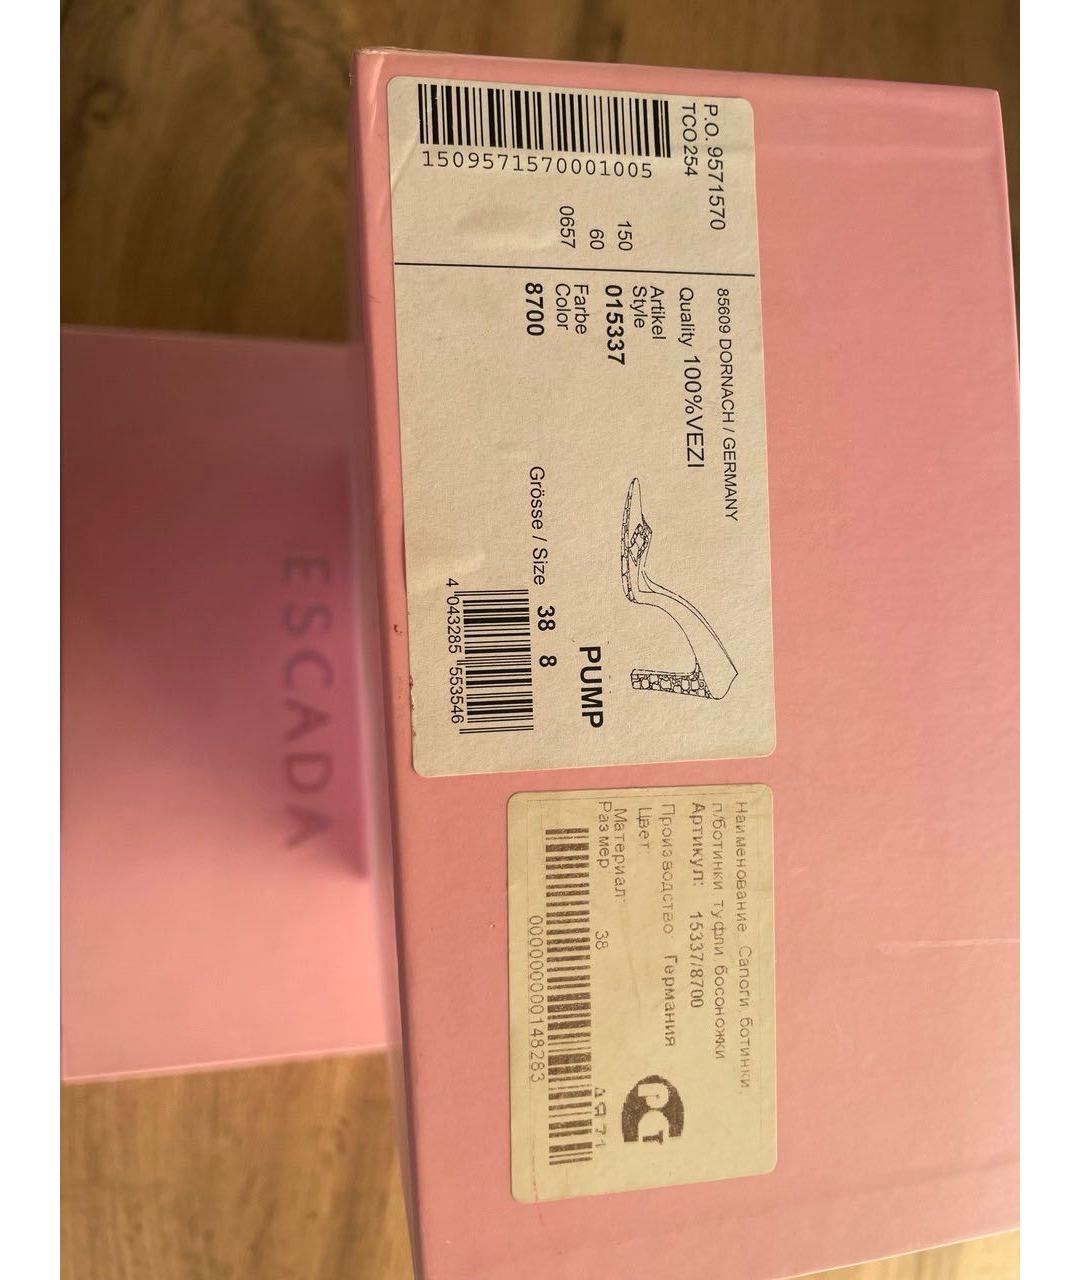 P.O. 9571570
TCO254
1509571570001005
150
60
0657
85609 DORNACH / GERMANY
Quality 100%VEZI
Artikel
Style
015337
Farbe
Color
8700
PUMP
Grösse / Size 38 8
4 043285 553546
Наименование: Сапоги, ботинки,
п/ботинки туфли босоножки
Артикул: 15337/8700
Производство Германия
Цвет:
Материал:
Размер 38
0000000000148283
РСТ
ESCADA